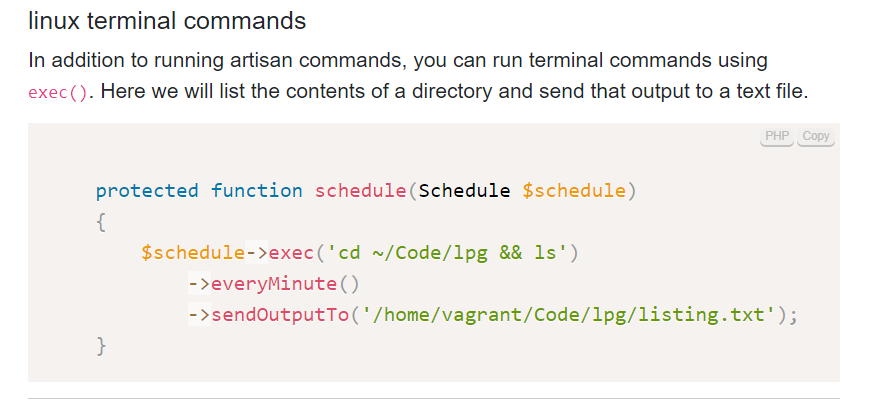 linux terminal commands
In addition to running artisan commands, you can run terminal commands using
exec(). Here we will list the contents of a directory and send that output to a text file.
PHP Copy
protected function schedule(Schedule $schedule)
{
    $schedule->exec('cd ~/Code/lpg && ls')
        ->everyMinute()
        ->sendOutputTo('/home/vagrant/Code/lpg/listing.txt');
}